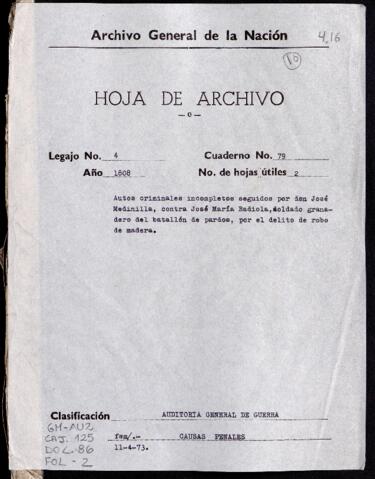 Archivo General de la Nación
4.16
10
HOJA DE ARCHIVO
— o —
Legajo No. 4 Cuaderno No. 79
Año 1808 No. de hojas útiles 2
Autos criminales incompletos seguidos por don José
Medinilla, contra José María Badiola, soldado grana-
dero del batallón de pardos, por el delito de robo
de madera.
Clasificación AUDITORIA GENERAL DE GUERRA
GM-AU2
CAJ. 125 fwm/.- CAUSAS PENALES
DOC. 86 11-4-73.
FOL - 2